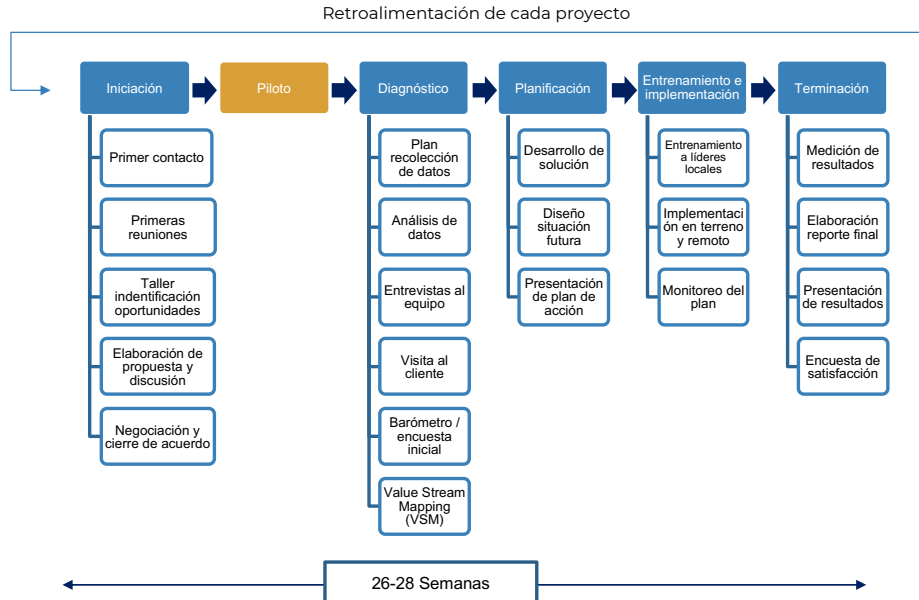 Retroalimentación de cada proyecto
Iniciación
Piloto
Diagnóstico
Planificación
Entrenamiento e
implementación
Terminación
Primer contacto
Primeras
reuniones
Taller
indentificación
oportunidades
Elaboración de
propuesta y
discusión
Negociación y
cierre de acuerdo
Plan
recolección
de datos
Análisis de
datos
Entrevistas al
equipo
Visita al
cliente
Barómetro /
encuesta
inicial
Value Stream
Mapping
(VSM)
Desarrollo de
solución
Diseño
situación
futura
Presentación
de plan de
acción
Entrenamiento
a líderes
locales
Implementaci
ón en terreno
y remoto
Monitoreo del
plan
Medición de
resultados
Elaboración
reporte final
Presentación
de resultados
Encuesta de
satisfacción
26-28 Semanas